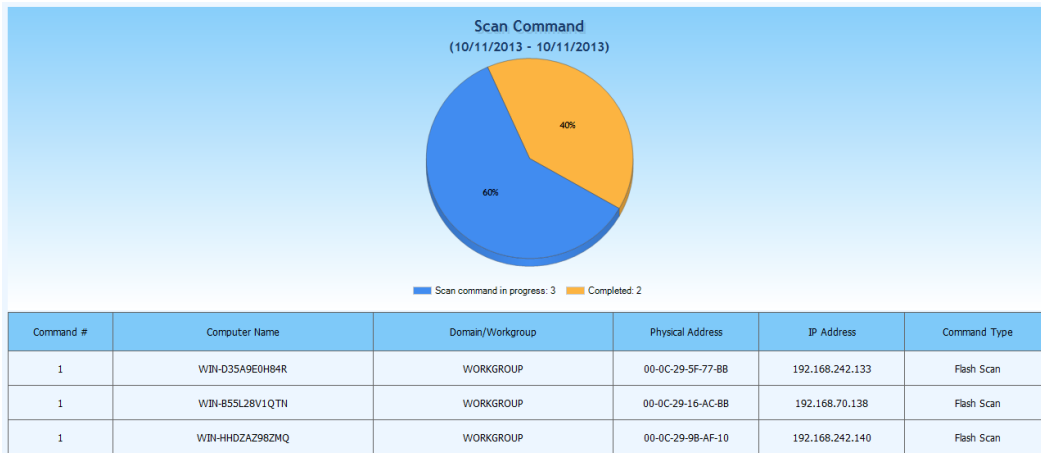 Scan Command
(10/11/2013 - 10/11/2013)
40%
60%
Scan command in progress: 3 Completed: 2
Command # Computer Name Domain/Workgroup Physical Address IP Address Command Type
1 WIN-D35A9E0H84R WORKGROUP 00-0C-29-5F-77-BB 192.168.242.133 Flash Scan
1 WIN-B55L28V1QTN WORKGROUP 00-0C-29-16-AC-BB 192.168.70.138 Flash Scan
1 WIN-HHDZAZ98ZMQ WORKGROUP 00-0C-29-9B-AF-10 192.168.242.140 Flash Scan